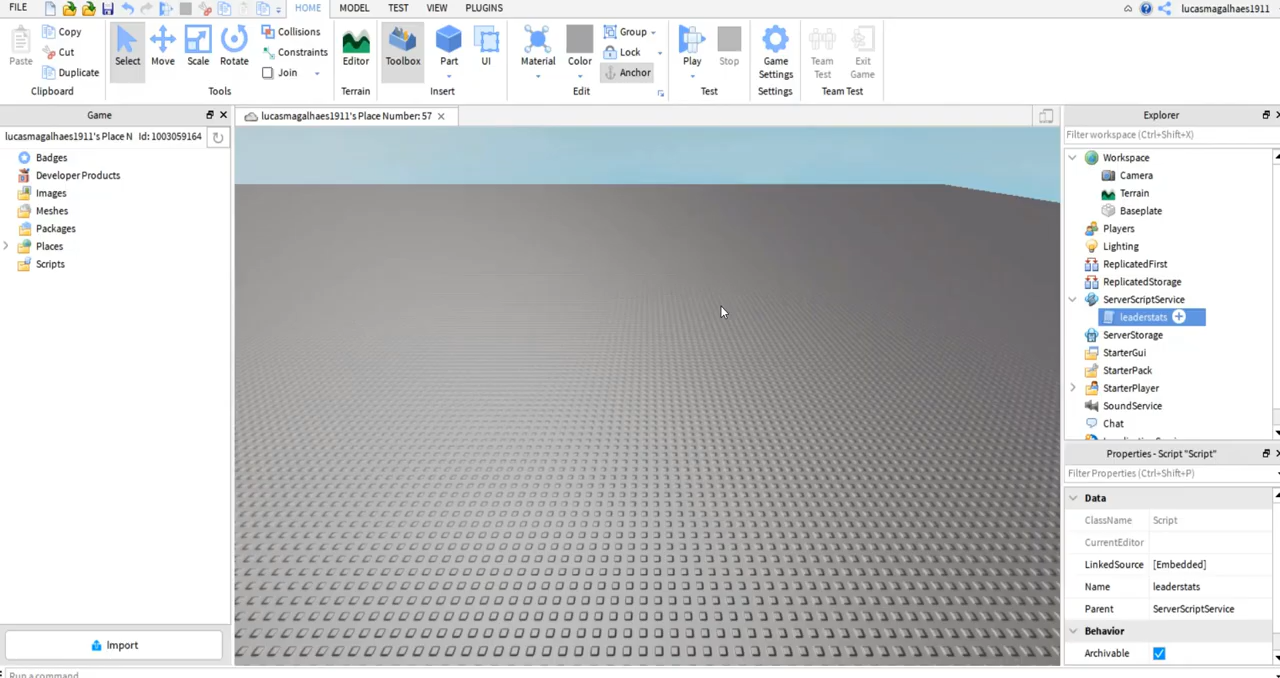 FILE
HOME
MODEL
TEST
VIEW
PLUGINS
lucasmagalhaes1911
Paste
Copy
Cut
Duplicate
Clipboard
Select
Move
Scale
Rotate
Collisions
Constraints
Join
Tools
Editor
Terrain
Toolbox
Part
UI
Insert
Material
Color
Group
Lock
Anchor
Edit
Play
Stop
Test
Game
Settings
Settings
Team
Test
Exit
Game
Team Test
Game
lucasmagalhaes1911's Place N Id: 1003059164
Badges
Developer Products
Images
Meshes
Packages
Places
Scripts
Import
lucasmagalhaes1911's Place Number: 57
Explorer
Filter workspace (Ctrl+Shift+X)
Workspace
Camera
Terrain
Baseplate
Players
Lighting
ReplicatedFirst
ReplicatedStorage
ServerScriptService
leaderstats
ServerStorage
StarterGui
StarterPack
StarterPlayer
SoundService
Chat
Properties - Script "Script"
Filter Properties (Ctrl+Shift+P)
Data
ClassName Script
CurrentEditor
LinkedSource [Embedded]
Name leaderstats
Parent ServerScriptService
Behavior
Archivable
Run a command